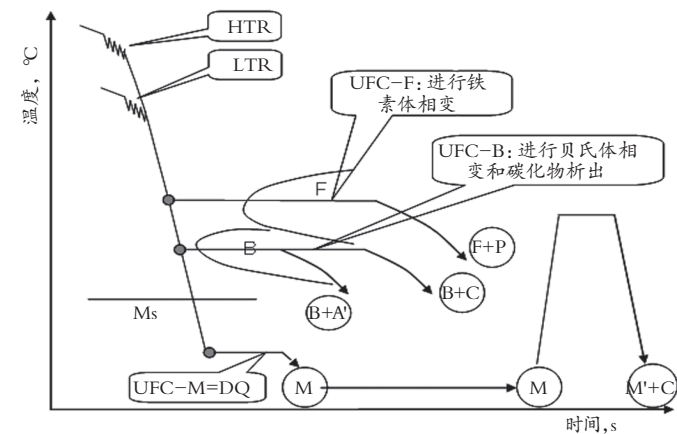 HTR
LTR
温度，℃
UFC-F：进行铁
素体相变
UFC-B：进行贝氏体相
变和碳化物析出
F
B
F+P
B+C
B+A'
Ms
UFC-M=DQ
M
M
M'+C
时间，s